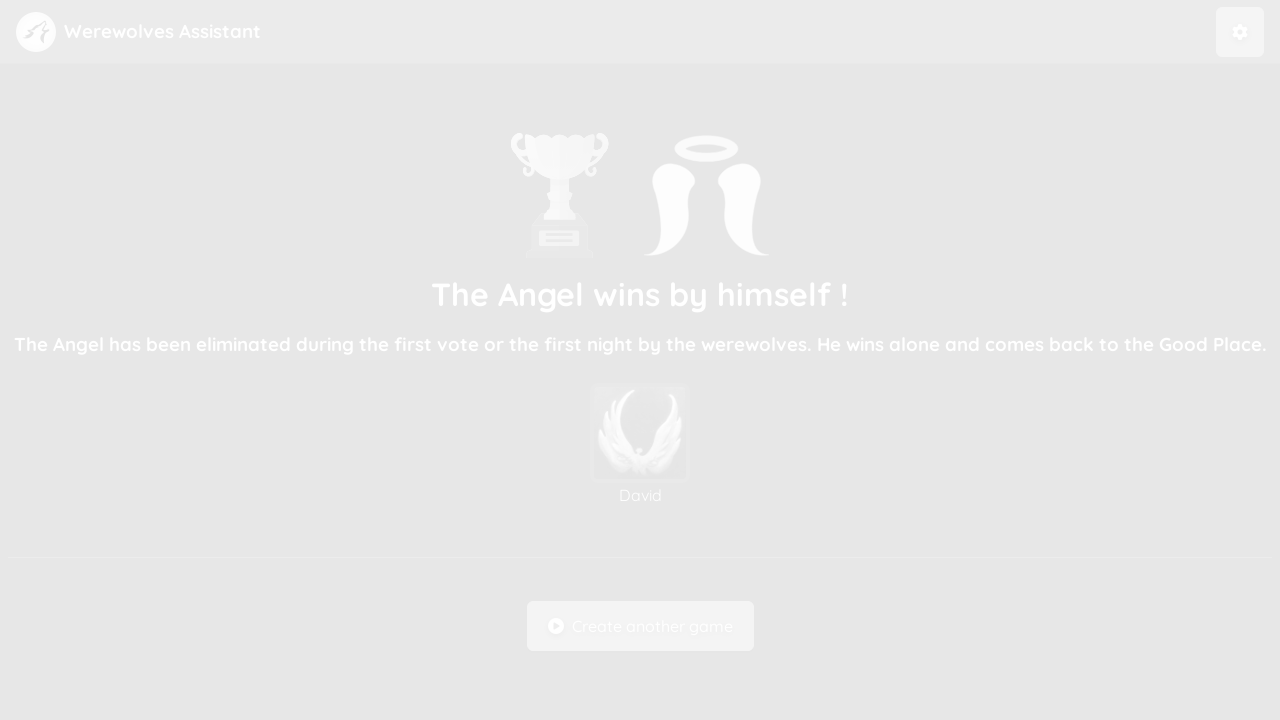 Werewolves Assistant
The Angel wins by himself !
The Angel has been eliminated during the first vote or the first night by the werewolves. He wins alone and comes back to the Good Place.
David
Create another game